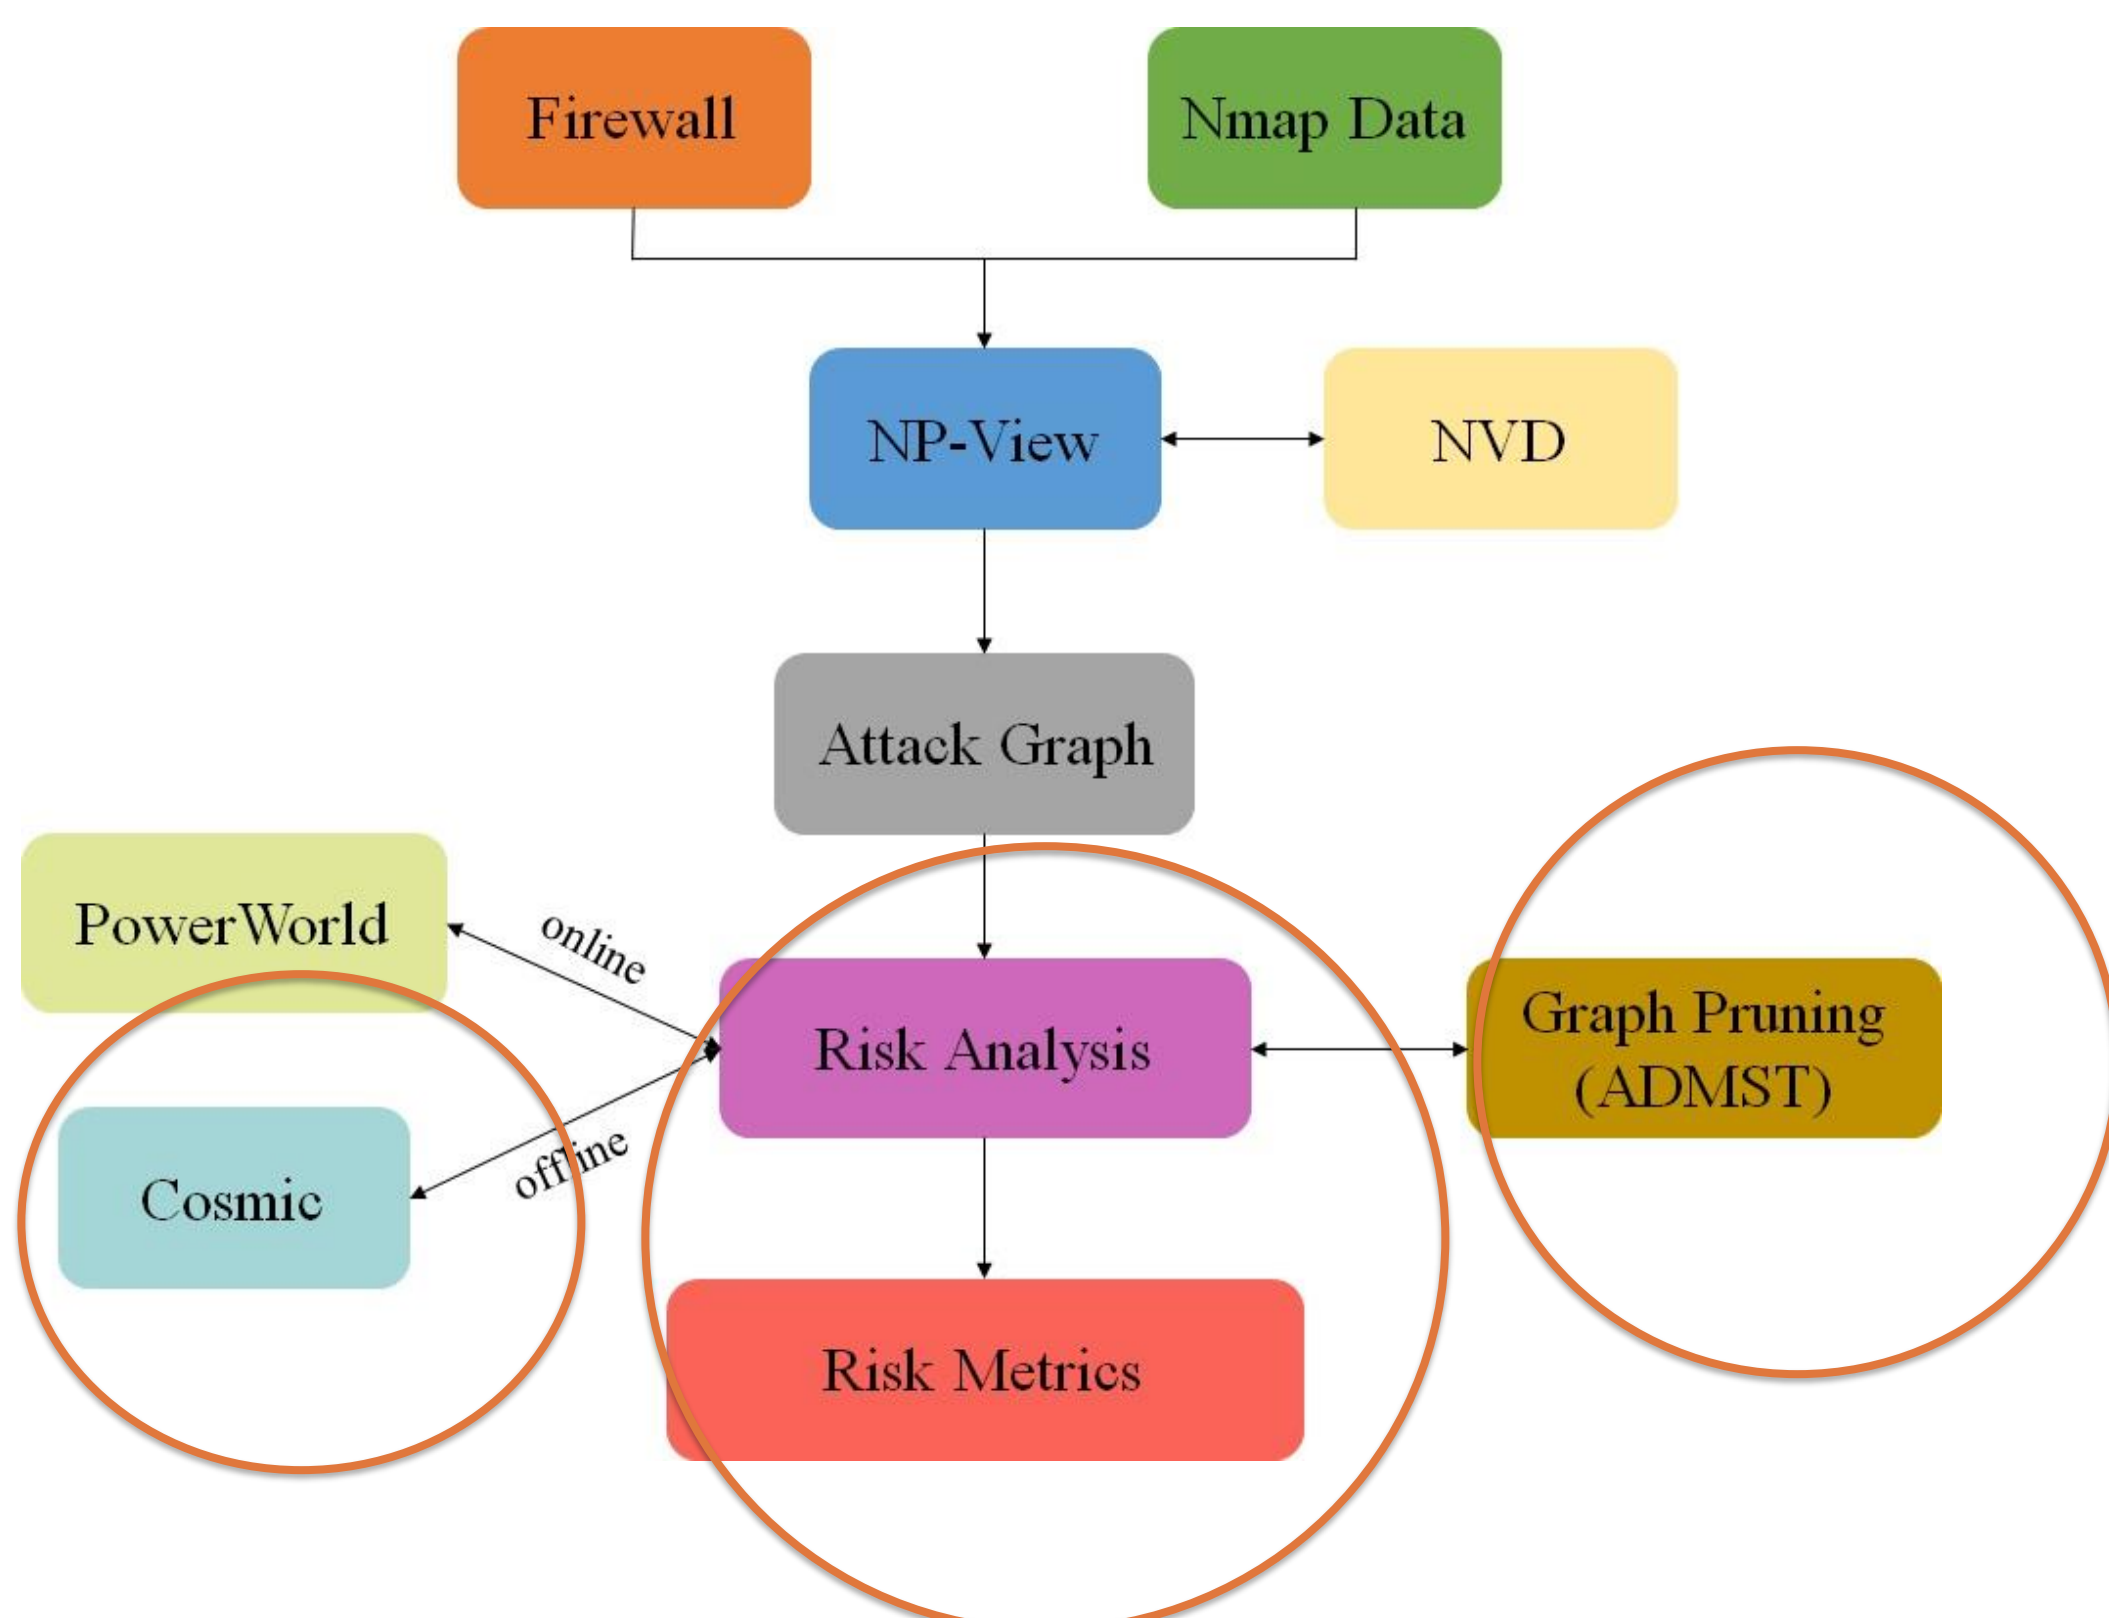 Firewall
Nmap Data
NP-View
NVD
Attack Graph
PowerWorld
online
Risk Analysis
Graph Pruning
(ADMST)
Cosmic
offline
Risk Metrics